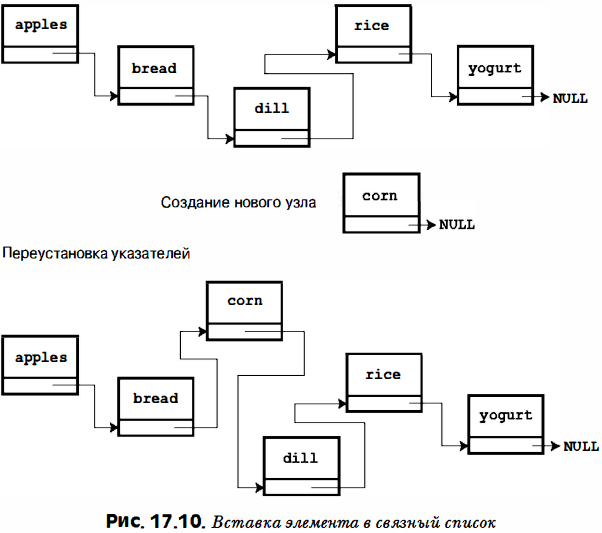 apples
rice
bread
yogurt
dill
NULL
Создание нового узла
corn
NULL
Переустановка указателей
corn
apples
rice
bread
yogurt
dill
NULL
Рис. 17.10. Вставка элемента в связный список